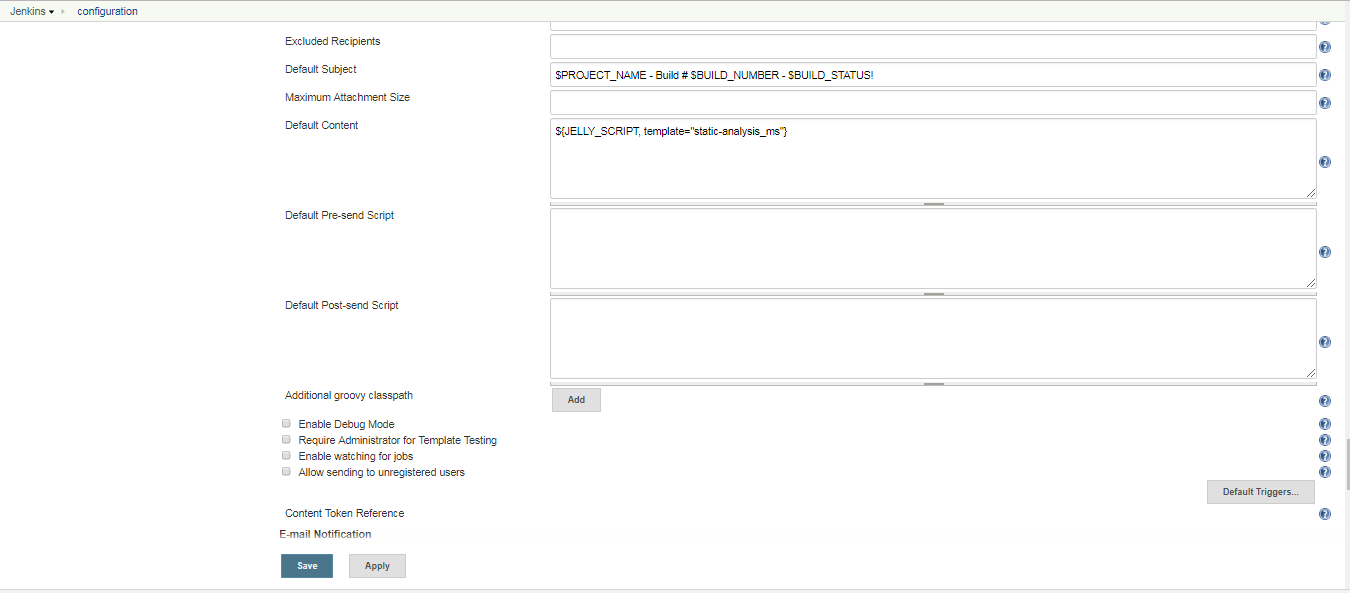 Jenkins
configuration
Excluded Recipients
Default Subject
$PROJECT_NAME - Build # $BUILD_NUMBER - $BUILD_STATUS!
Maximum Attachment Size
Default Content
${JELLY_SCRIPT, template="static-analysis_ms"}
Default Pre-send Script
Default Post-send Script
Additional groovy classpath
Add
Enable Debug Mode
Require Administrator for Template Testing
Enable watching for jobs
Allow sending to unregistered users
Default Triggers...
Content Token Reference
E-mail Notification
Save
Apply